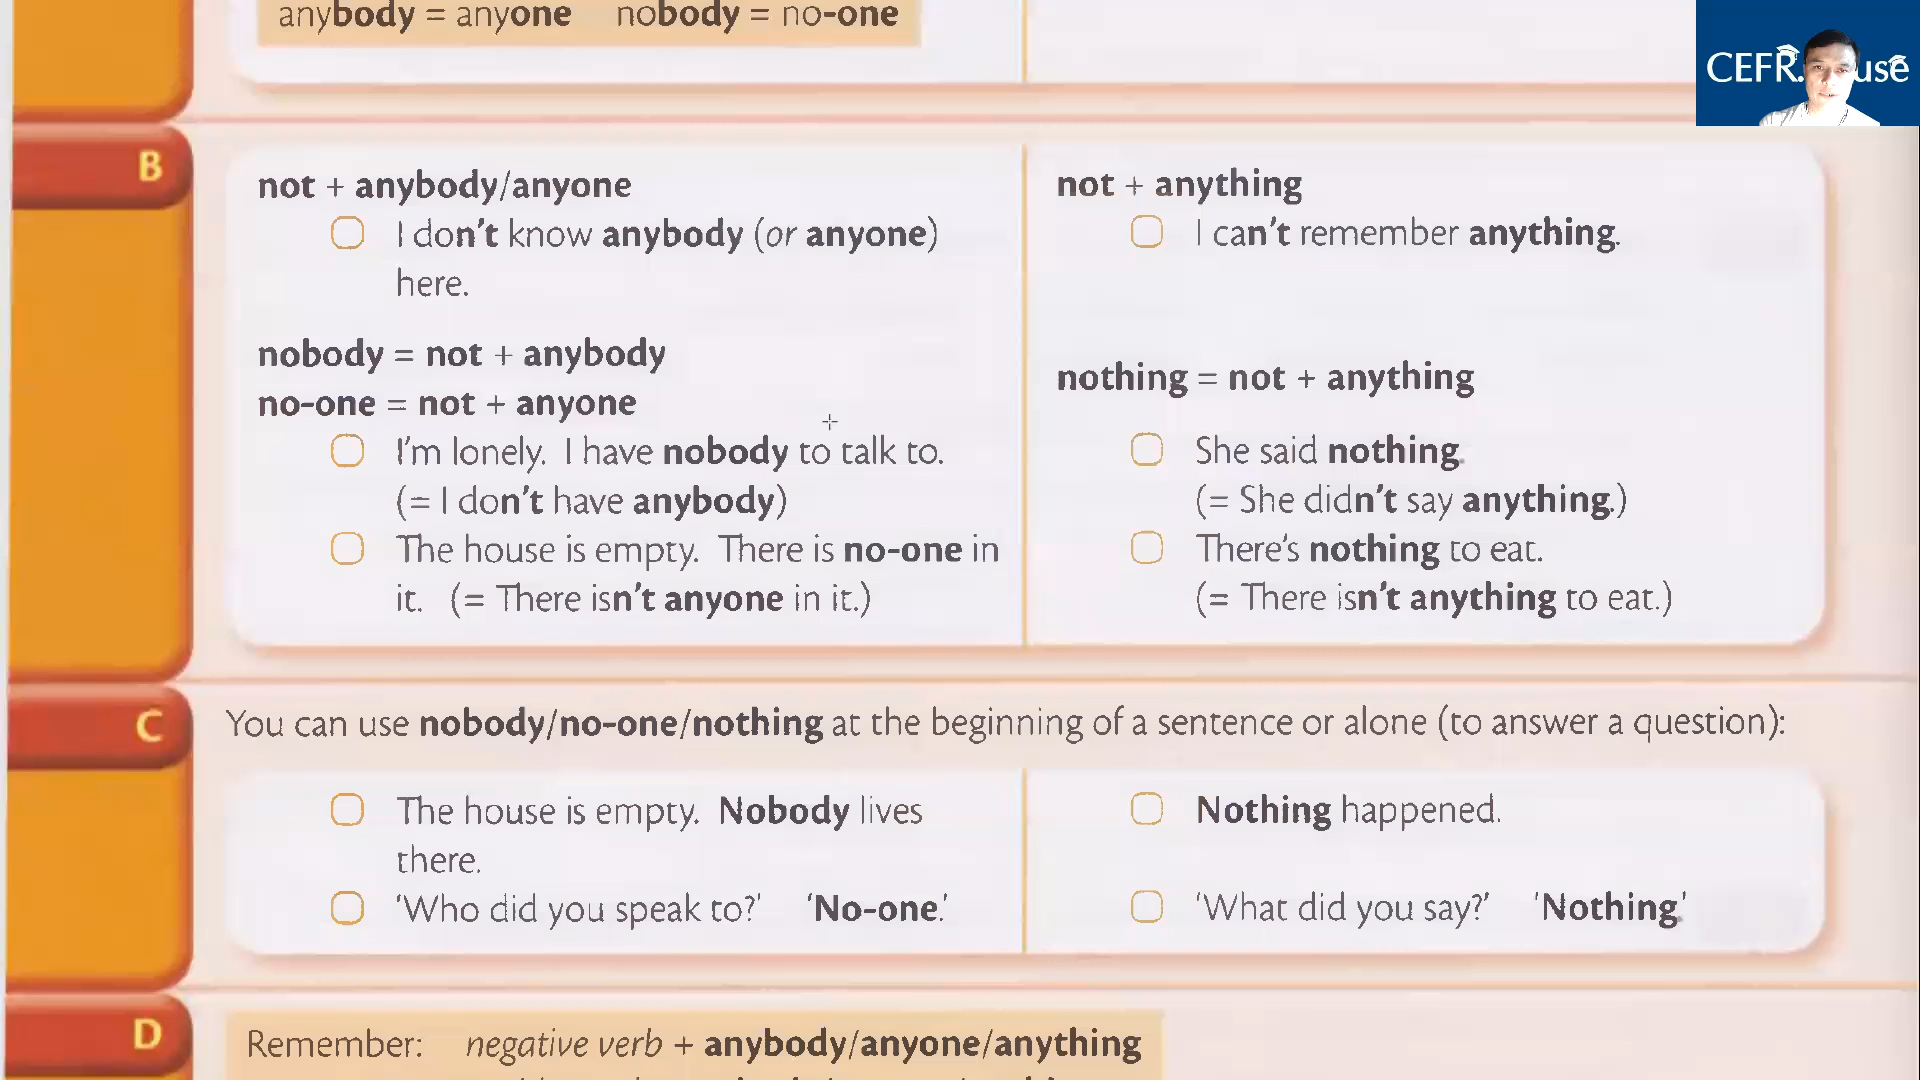 anybody = anyone nobody = no-one
CEFR.
use
B
not + anybody/anyone
I don't know anybody (or anyone)
here.
nobody = not + anybody
no-one = not + anyone
I'm lonely. I have nobody to talk to.
(= I don't have anybody)
The house is empty. There is no-one in
it. (= There isn't anyone in it.)
not + anything
I can't remember anything.
nothing = not + anything
She said nothing.
(= She didn't say anything.)
There's nothing to eat.
(= There isn't anything to eat.)
C
You can use nobody/no-one/nothing at the beginning of a sentence or alone (to answer a question):
The house is empty. Nobody lives
there.
'Who did you speak to?' 'No-one.'
Nothing happened.
'What did you say?' 'Nothing.'
D
Remember: negative verb + anybody/anyone/anything